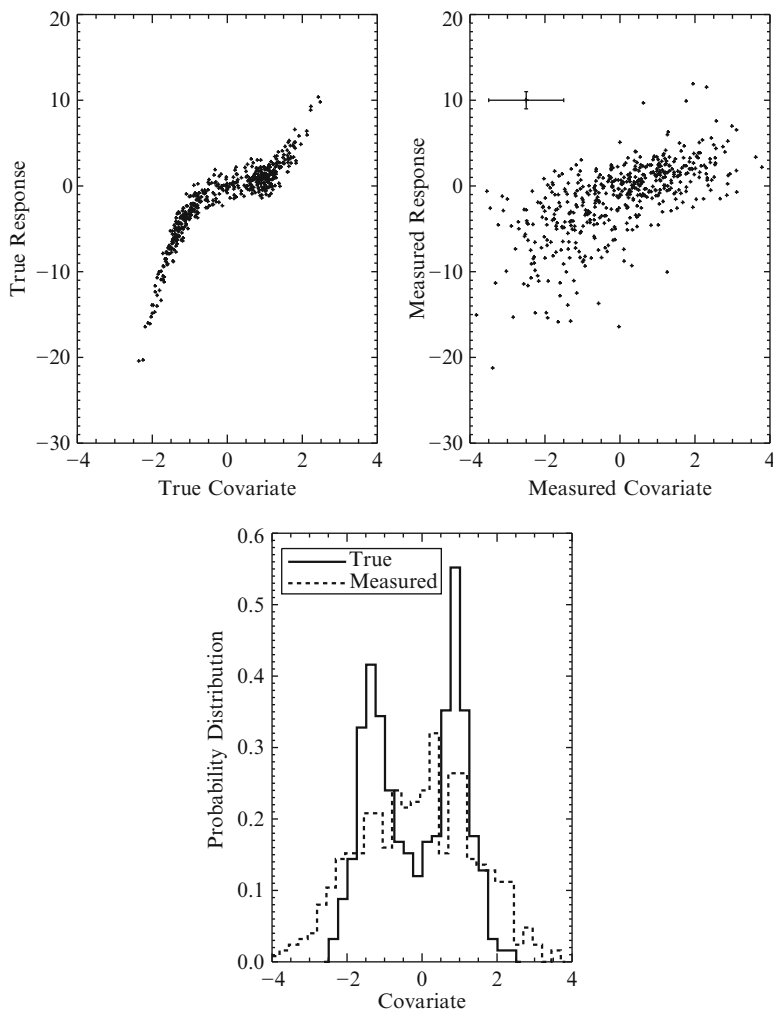 20
10
0
−10
−20
−30
True Response
−4 −2 0 2 4
True Covariate
20
10
0
−10
−20
−30
Measured Response
−4 −2 0 2 4
Measured Covariate
0.6
0.5
0.4
0.3
0.2
0.1
0.0
Probability Distribution
True
Measured
−4 −2 0 2 4
Covariate